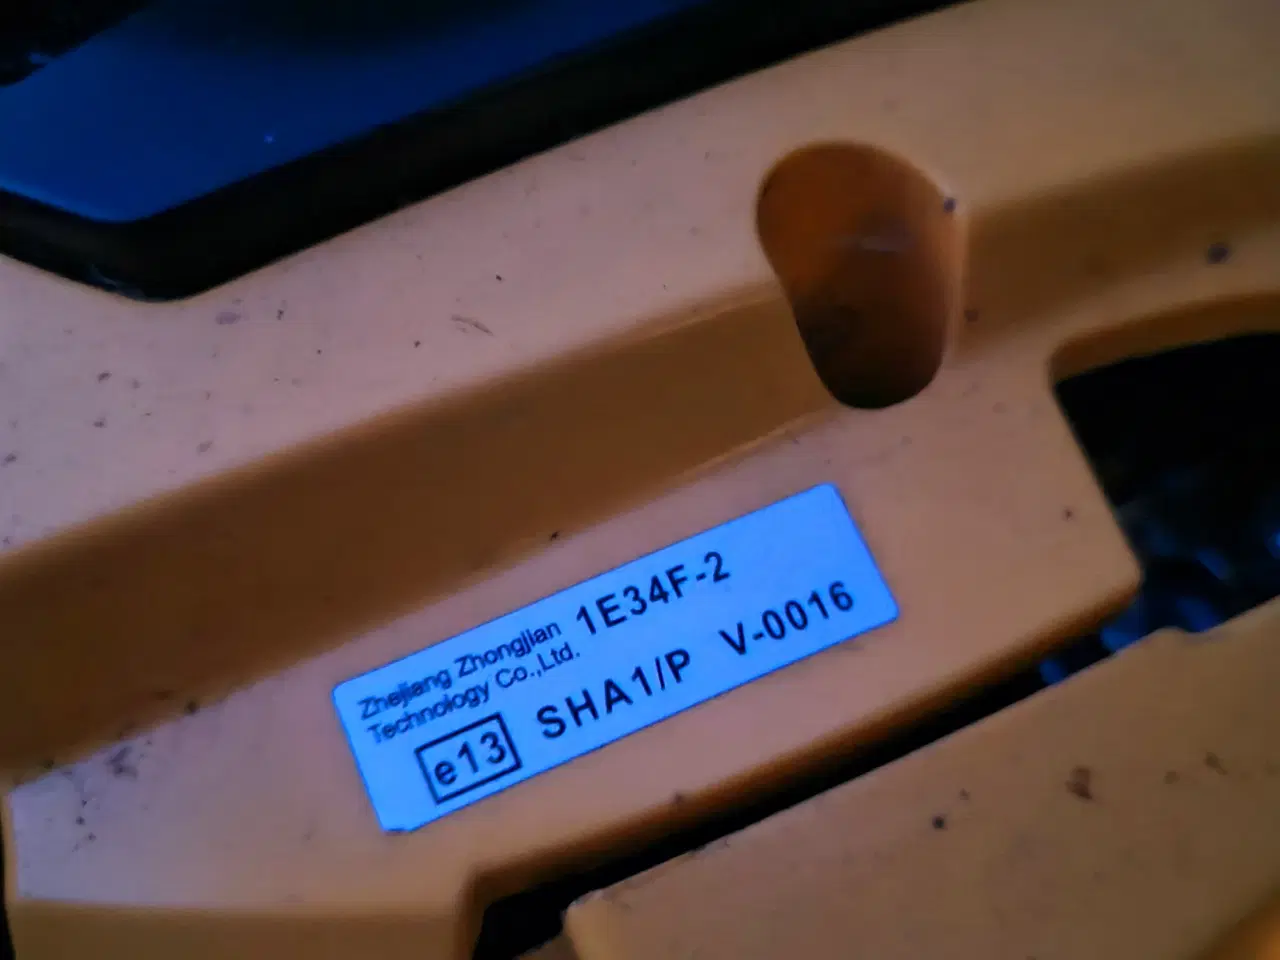 Zhejiang Zhongjian
Technology Co.,Ltd.
1E34F-2
e13 SHA1/P V-0016